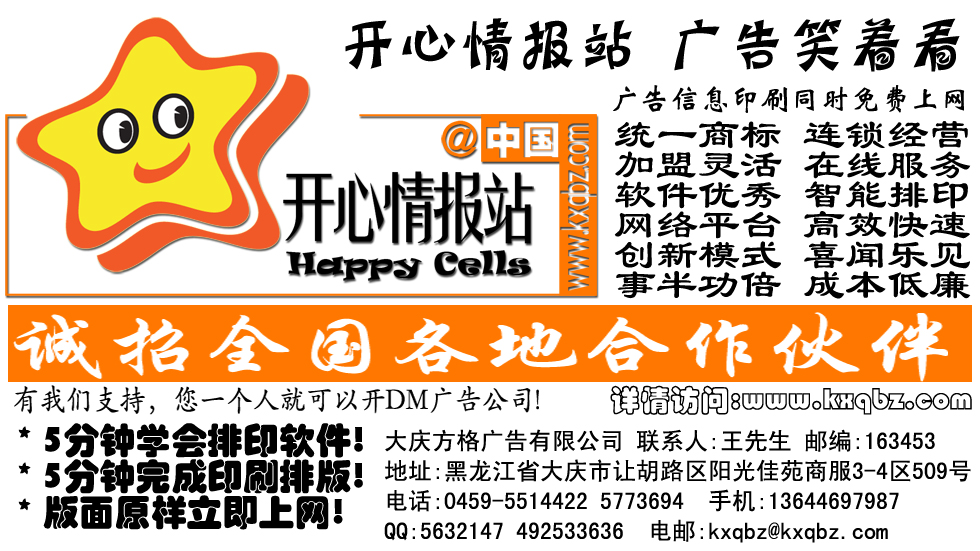 开心情报站 广告笑着看
广告信息印刷同时免费上网
@中国
www.kxqbz.com
开心情报站
Happy Cells
统一商标 连锁经营
加盟灵活 在线服务
软件优秀 智能排印
网络平台 高效快速
创新模式 喜闻乐见
事半功倍 成本低廉
诚招全国各地合作伙伴
有我们支持，您一个人就可以开DM广告公司!
详情访问:www.kxqbz.com
* 5分钟学会排印软件!
* 5分钟完成印刷排版!
* 版面原样立即上网!
大庆方格广告有限公司 联系人:王先生 邮编:163453
地址:黑龙江省大庆市让胡路区阳光佳苑商服3-4区509号
电话:0459-5514422 5773694 手机:13644697987
QQ:5632147 492533636 电邮:kxqbz@kxqbz.com